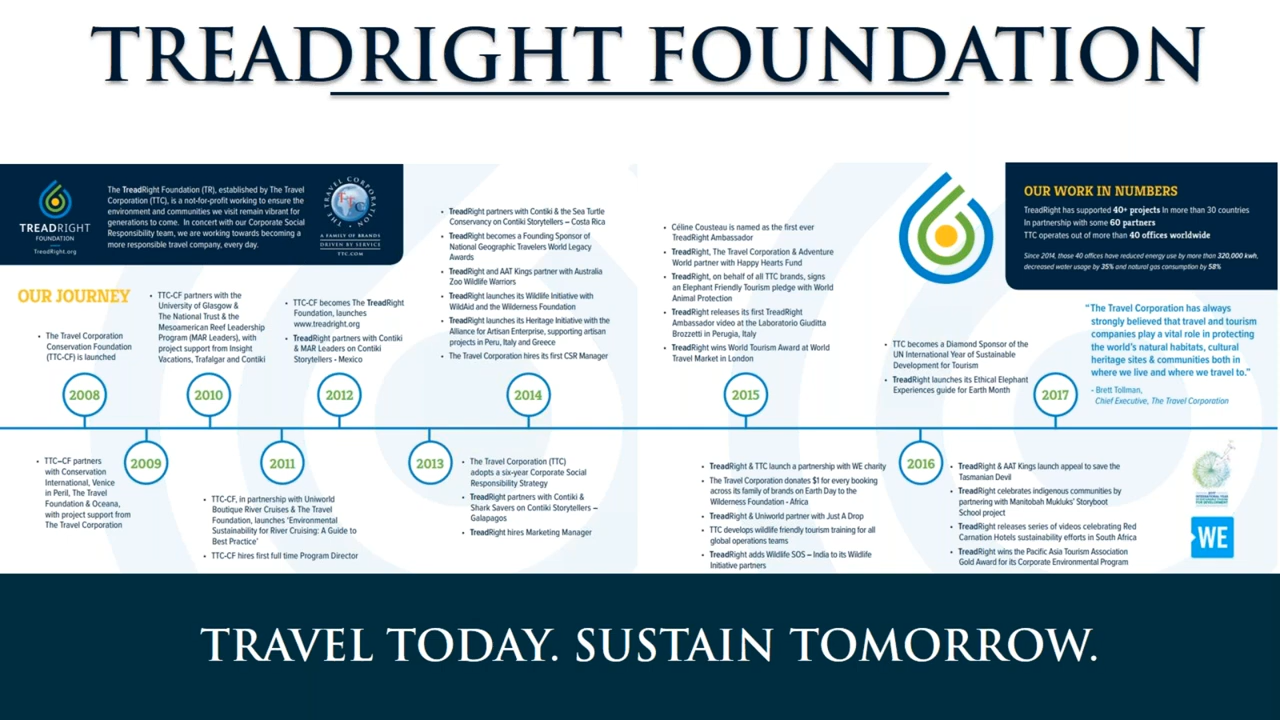 TREADRIGHT FOUNDATION
TREADRIGHT
FOUNDATION
TreadRight.org
The TreadRight Foundation (TR), established by The Travel
Corporation (TTC), is a not-for-profit working to ensure the
environment and communities we visit remain vibrant for
generations to come. In concert with our Corporate Social
Responsibility team, we are working towards becoming a
more responsible travel company, every day.
THE TRAVEL CORPORATION
TTC
A FAMILY OF BRANDS
DRIVEN BY SERVICE
TTC.COM
OUR JOURNEY
• The Travel Corporation
Conservation Foundation
(TTC-CF) is launched
2008
• TTC–CF partners
with Conservation
International, Venice
in Peril, The Travel
Foundation & Oceana,
with project support from
The Travel Corporation
2009
• TTC-CF partners with the
University of Glasgow &
The National Trust & the
Mesoamerican Reef Leadership
Program (MAR Leaders), with
project support from Insight
Vacations, Trafalgar and Contiki
2010
• TTC-CF, in partnership with Uniworld
Boutique River Cruises & The Travel
Foundation, launches 'Environmental
Sustainability for River Cruising: A Guide to
Best Practice'
• TTC-CF hires first full time Program Director
2011
• TTC-CF becomes The TreadRight
Foundation, launches
www.treadright.org
• TreadRight partners with Contiki
& MAR Leaders on Contiki
Storytellers - Mexico
2012
2013
• The Travel Corporation (TTC)
adopts a six-year Corporate Social
Responsibility Strategy
• TreadRight partners with Contiki &
Shark Savers on Contiki Storytellers –
Galapagos
• TreadRight hires Marketing Manager
• TreadRight partners with Contiki & the Sea Turtle
Conservancy on Contiki Storytellers – Costa Rica
• TreadRight becomes a Founding Sponsor of
National Geographic Travelers World Legacy
Awards
• TreadRight and AAT Kings partner with Australia
Zoo Wildlife Warriors
• TreadRight launches its Wildlife Initiative with
WildAid and the Wilderness Foundation
• TreadRight launches its Heritage Initiative with the
Alliance for Artisan Enterprise, supporting artisan
projects in Peru, Italy and Greece
• The Travel Corporation hires its first CSR Manager
2014
• Céline Cousteau is named as the first ever
TreadRight Ambassador
• TreadRight, The Travel Corporation & Adventure
World partner with Happy Hearts Fund
• TreadRight, on behalf of all TTC brands, signs
an Elephant Friendly Tourism pledge with World
Animal Protection
• TreadRight releases its first TreadRight
Ambassador video at the Laboratorio Giuditta
Brozzetti in Perugia, Italy
• TreadRight wins World Tourism Award at World
Travel Market in London
2015
• TreadRight & TTC launch a partnership with WE charity
• The Travel Corporation donates $1 for every booking
across its family of brands on Earth Day to the
Wilderness Foundation - Africa
• TreadRight & Uniworld partner with Just A Drop
• TTC develops wildlife friendly tourism training for all
global operations teams
• TreadRight adds Wildlife SOS – India to its Wildlife
Initiative partners
2016
• TreadRight & AAT Kings launch appeal to save the
Tasmanian Devil
• TreadRight celebrates indigenous communities by
partnering with Manitobah Mukluks' Storyboot
School project
• TreadRight releases series of videos celebrating Red
Carnation Hotels sustainability efforts in South Africa
• TreadRight wins the Pacific Asia Tourism Association
Gold Award for its Corporate Environmental Program
• TTC becomes a Diamond Sponsor of the
UN International Year of Sustainable
Development for Tourism
• TreadRight launches its Ethical Elephant
Experiences guide for Earth Month
2017
OUR WORK IN NUMBERS
TreadRight has supported 40+ projects In more than 30 countries
In partnership with some 60 partners
TTC operates out of more than 40 offices worldwide
Since 2014, those 40 offices have reduced energy use by more than 320,000 kwh,
decreased water usage by 35% and natural gas consumption by 58%
"The Travel Corporation has always
strongly believed that travel and tourism
companies play a vital role in protecting
the world's natural habitats, cultural
heritage sites & communities both in
where we live and where we travel to."
- Brett Tollman,
Chief Executive, The Travel Corporation
WE
TRAVEL TODAY. SUSTAIN TOMORROW.